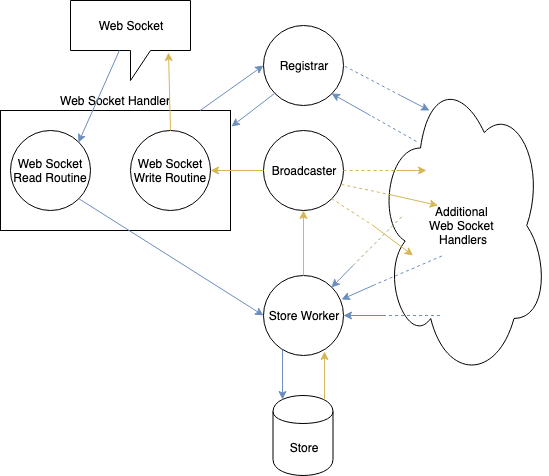 Web Socket
Registrar
Web Socket Handler
Web Socket
Read Routine
Web Socket
Write Routine
Broadcaster
Additional
Web Socket
Handlers
Store Worker
Store